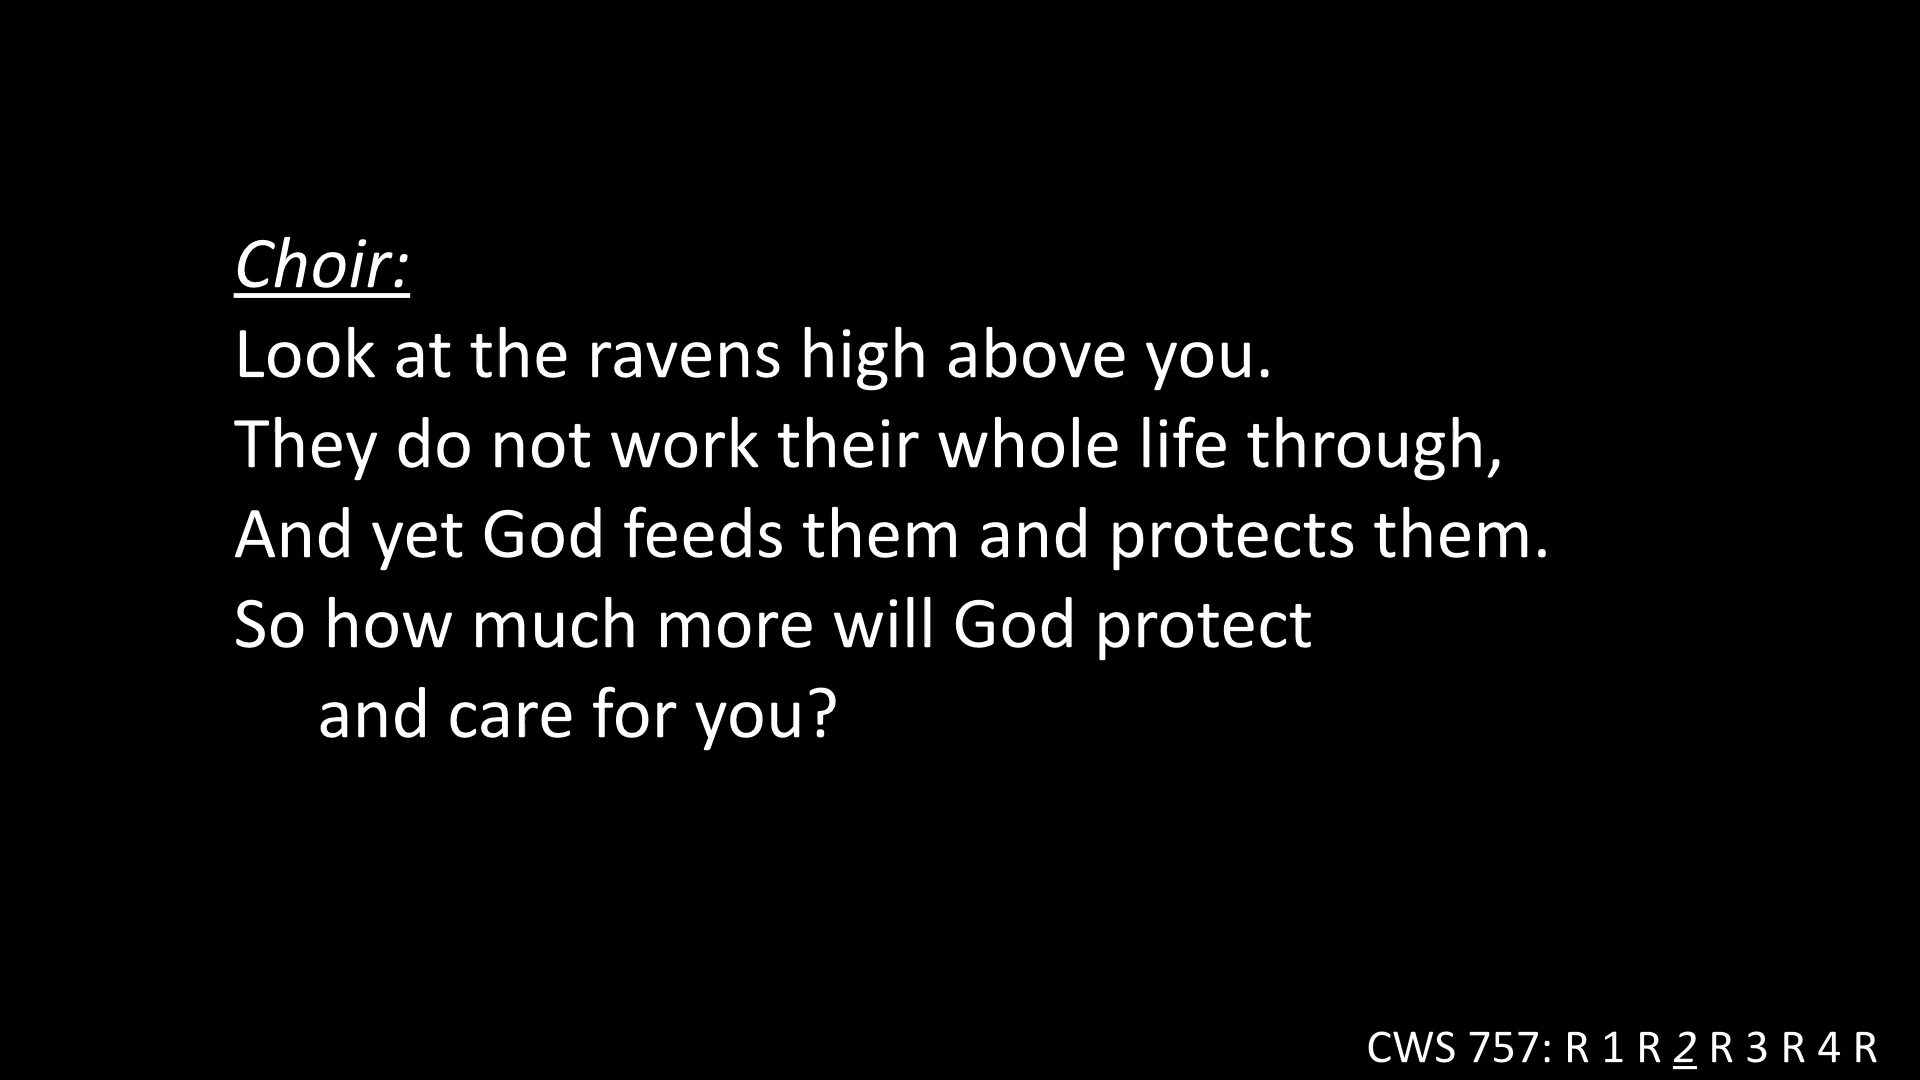 Choir:
Look at the ravens high above you.
They do not work their whole life through,
And yet God feeds them and protects them.
So how much more will God protect
and care for you?
CWS 757: R 1 R 2 R 3 R 4 R